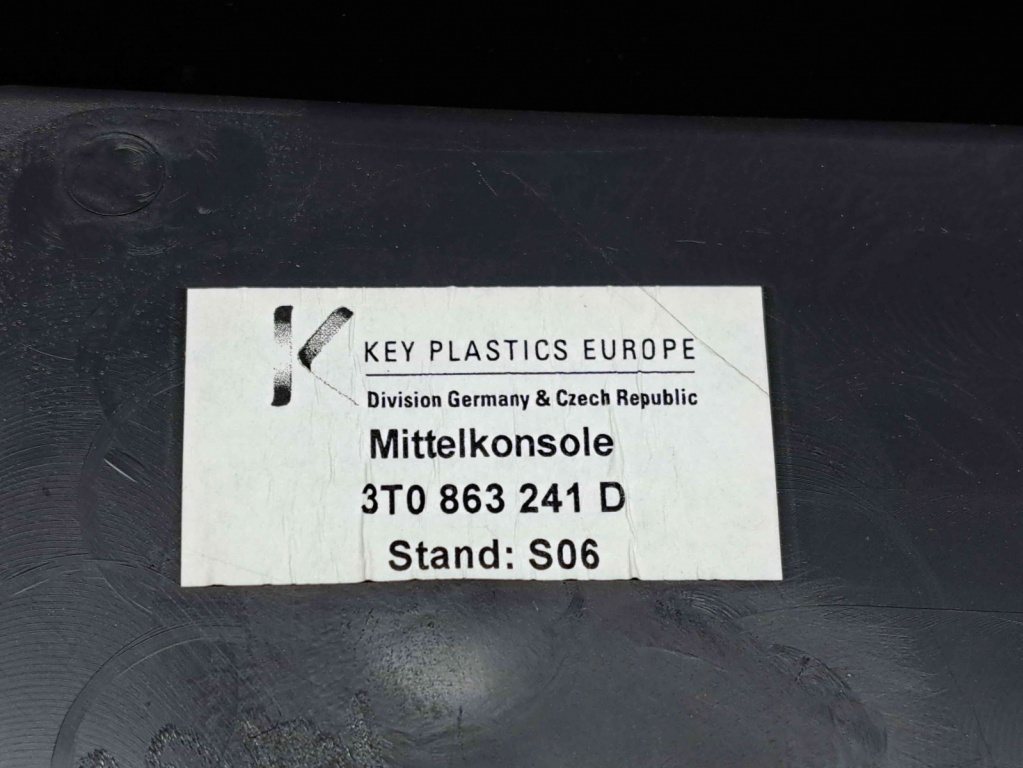 KEY PLASTICS EUROPE
Division Germany & Czech Republic
Mittelkonsole
3T0 863 241 D
Stand: S06